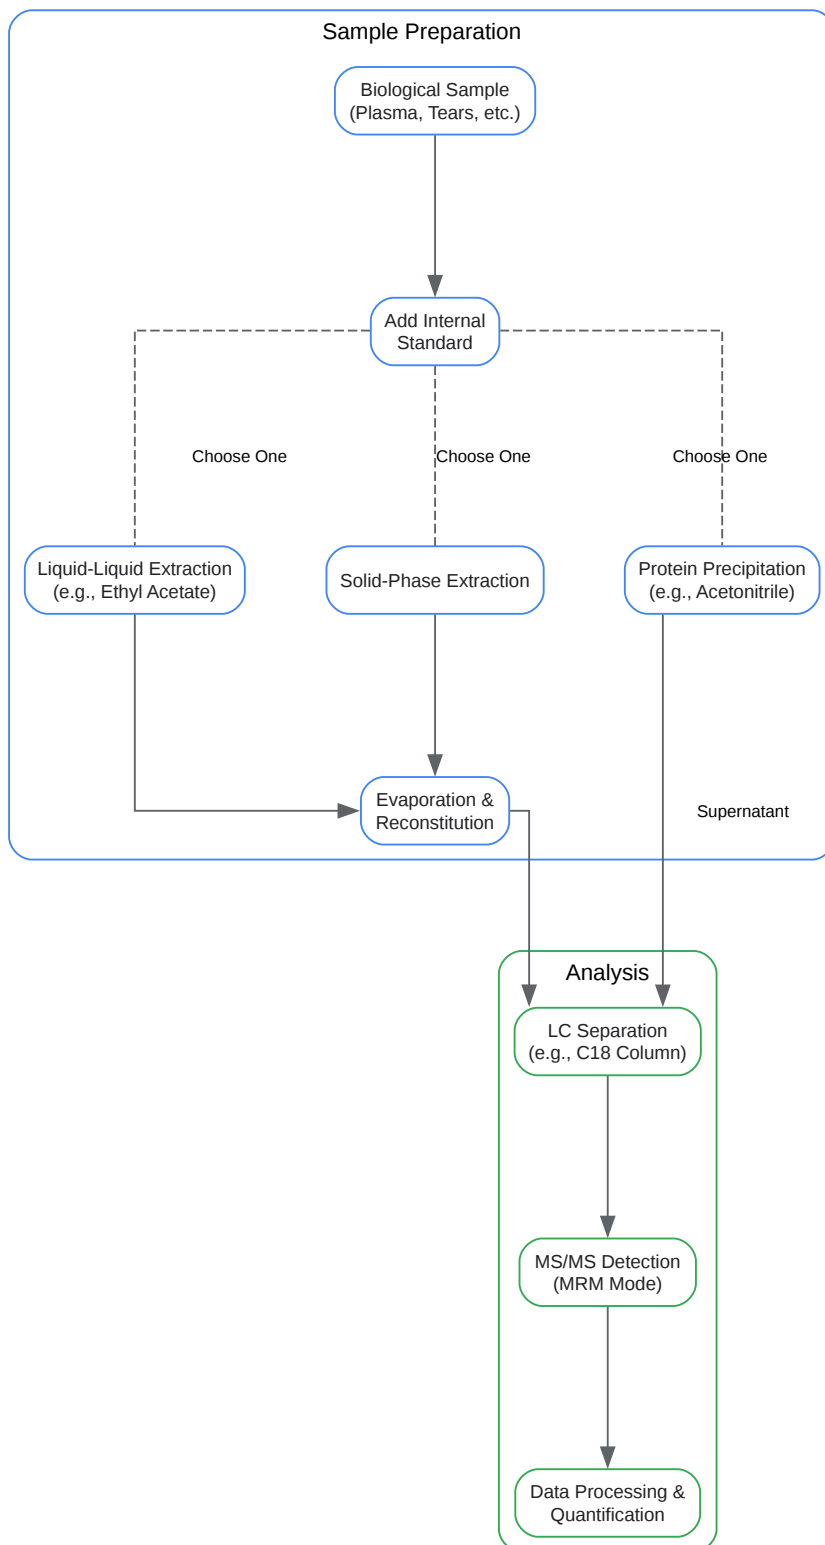 Sample Preparation
Biological Sample
(Plasma, Tears, etc.)
Add Internal
Standard
Choose One
Choose One
Choose One
Liquid-Liquid Extraction
(e.g., Ethyl Acetate)
Solid-Phase Extraction
Protein Precipitation
(e.g., Acetonitrile)
Evaporation &
Reconstitution
Supernatant
Analysis
LC Separation
(e.g., C18 Column)
MS/MS Detection
(MRM Mode)
Data Processing &
Quantification